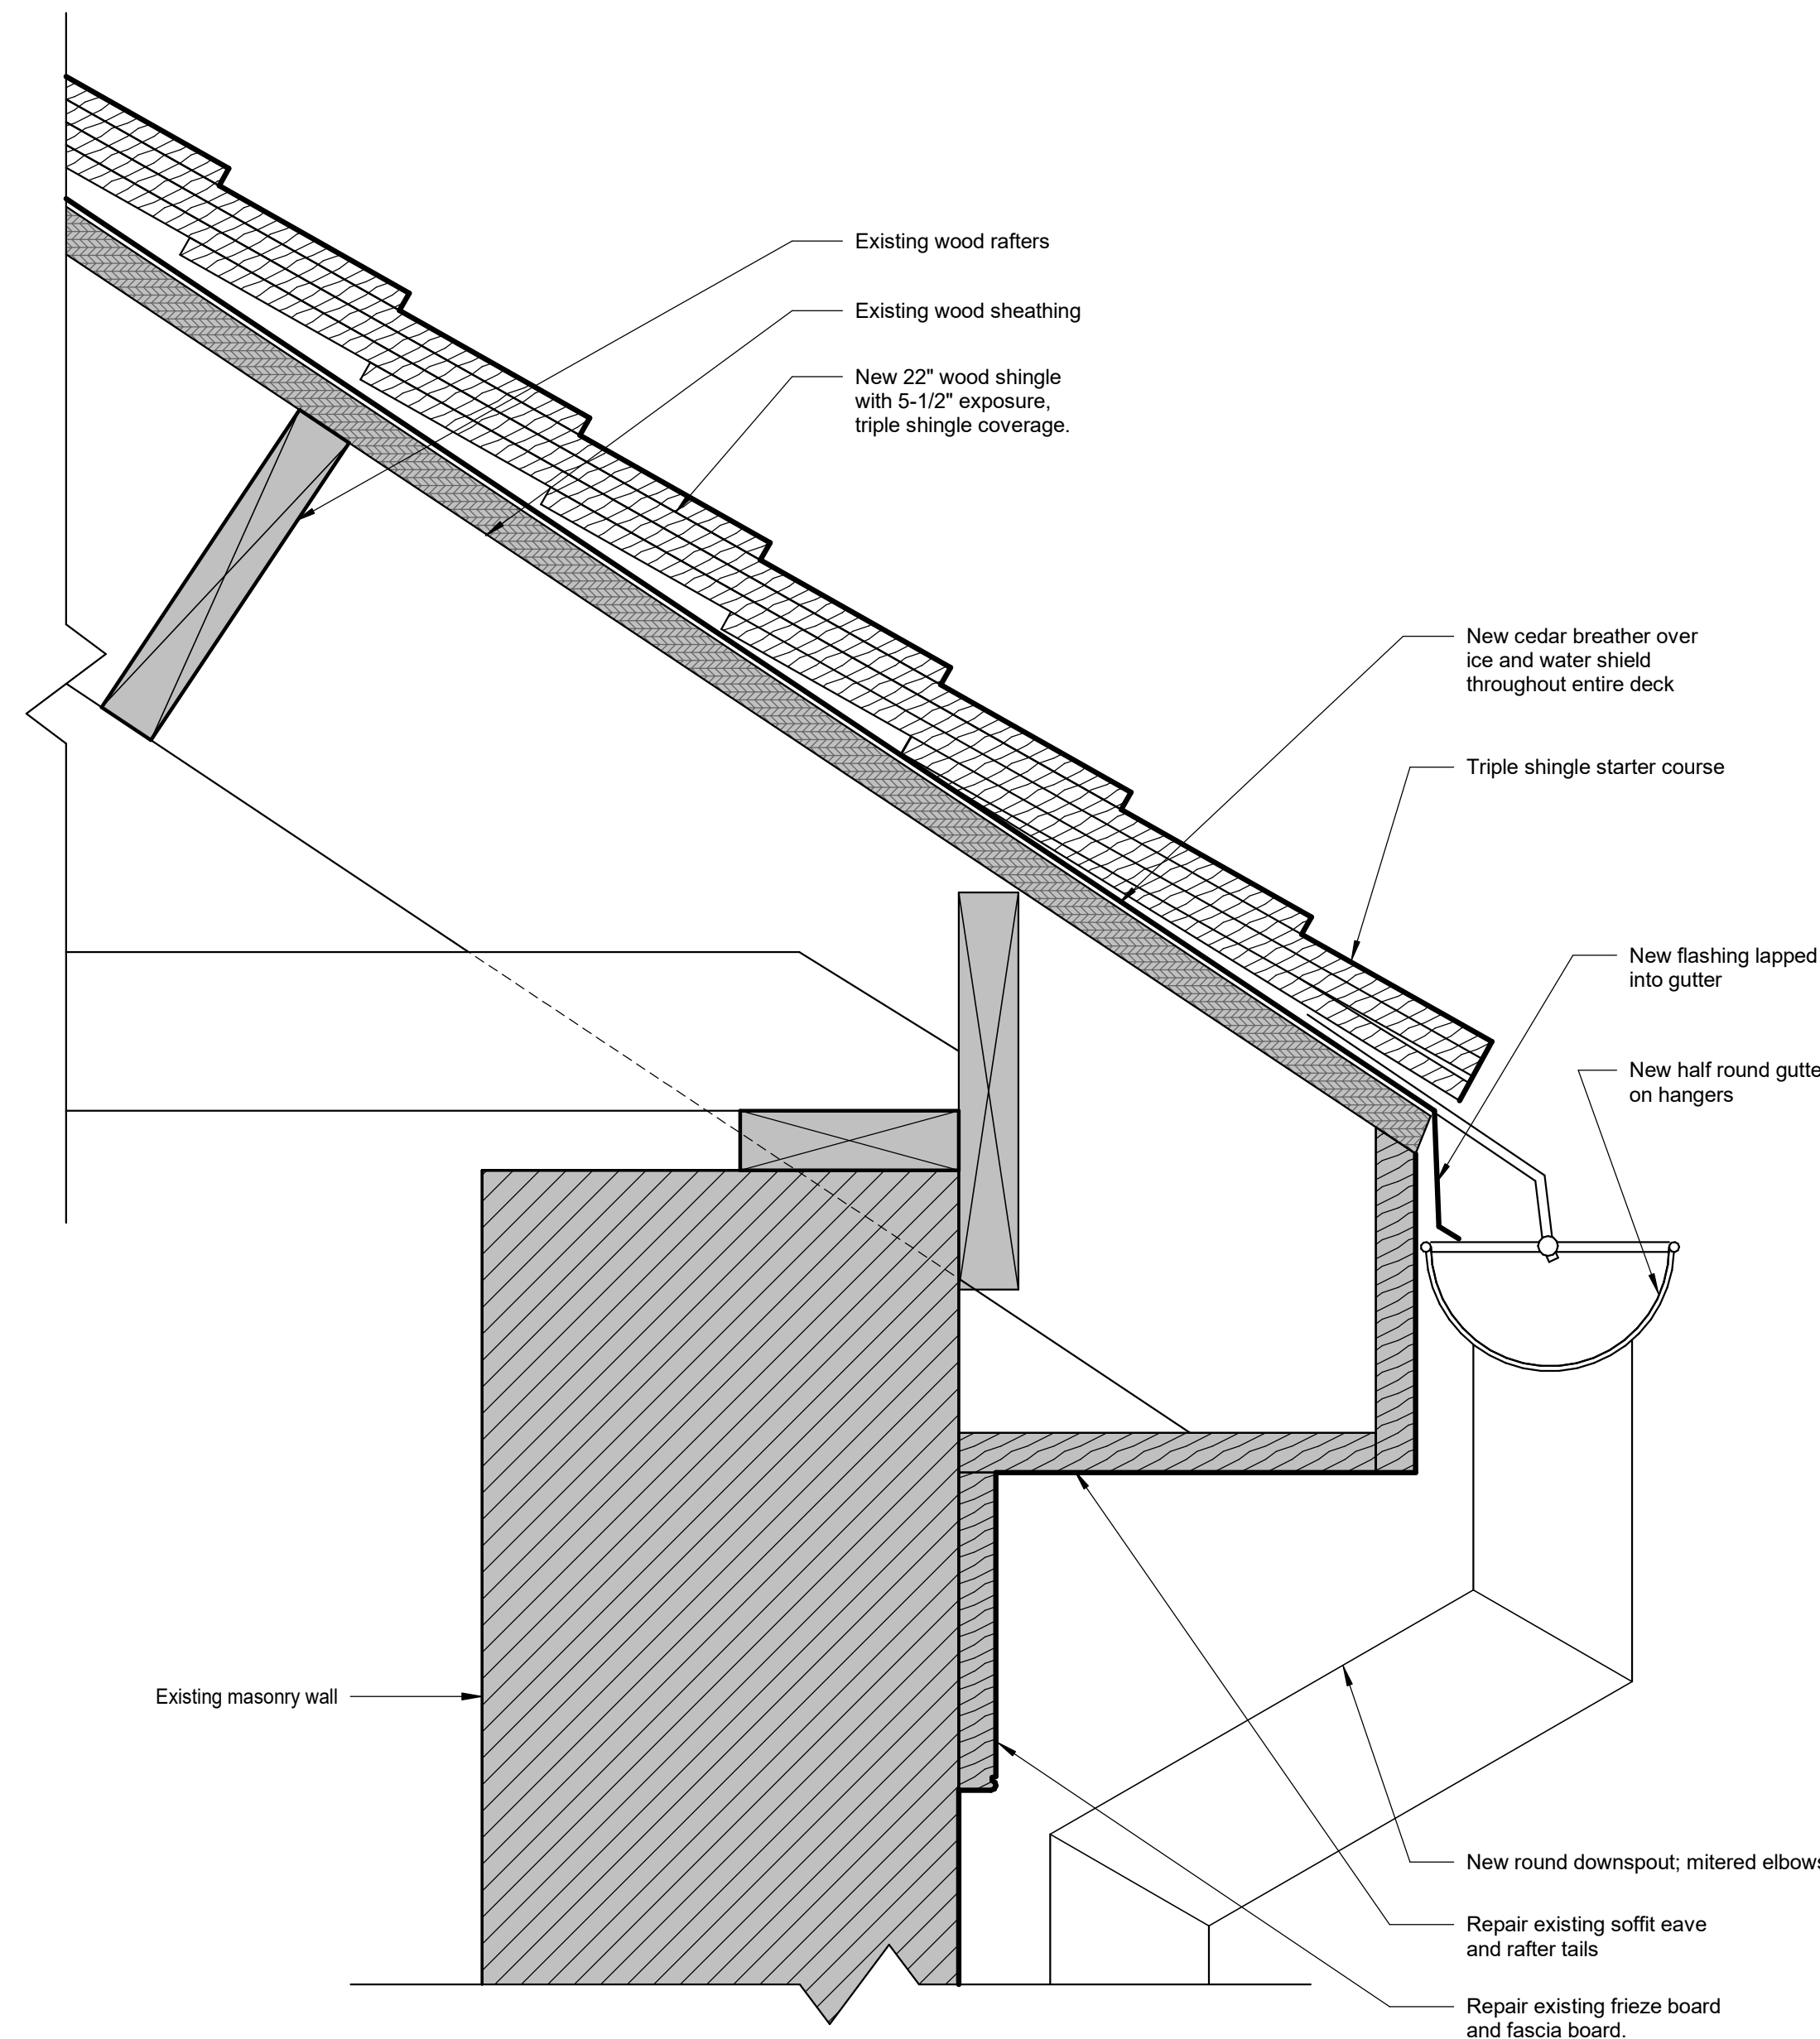 Existing wood rafters
Existing wood sheathing
New 22" wood shingle
with 5-1/2" exposure,
triple shingle coverage.
New cedar breather over
ice and water shield
throughout entire deck
Triple shingle starter course
New flashing lapped
into gutter
New half round gutte
on hangers
Existing masonry wall
New round downspout; mitered elbows
Repair existing soffit eave
and rafter tails
Repair existing frieze board
and fascia board.